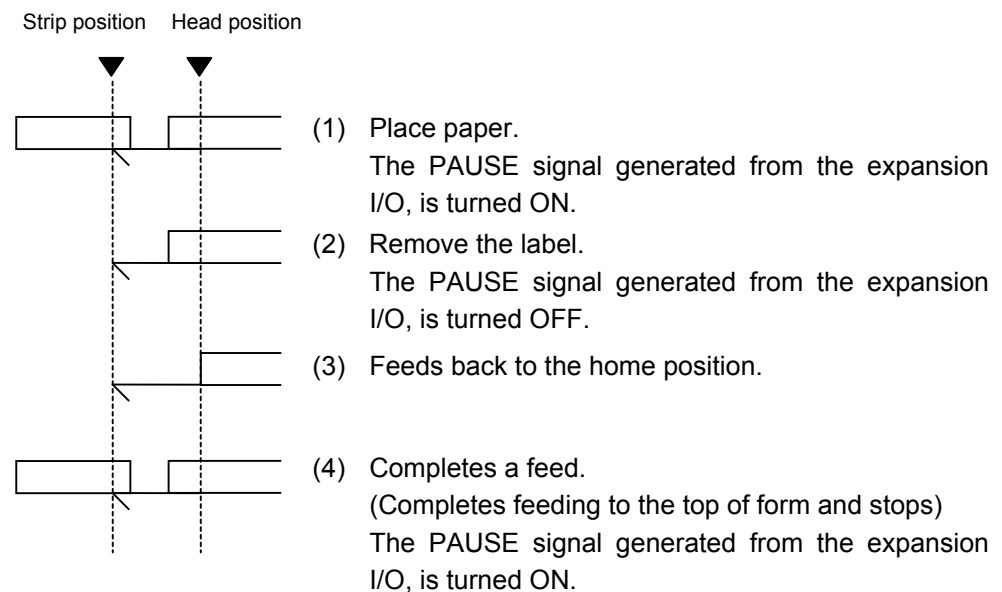 Strip position Head position
(1) Place paper.
The PAUSE signal generated from the expansion
I/O, is turned ON.
(2) Remove the label.
The PAUSE signal generated from the expansion
I/O, is turned OFF.
(3) Feeds back to the home position.
(4) Completes a feed.
(Completes feeding to the top of form and stops)
The PAUSE signal generated from the expansion
I/O, is turned ON.